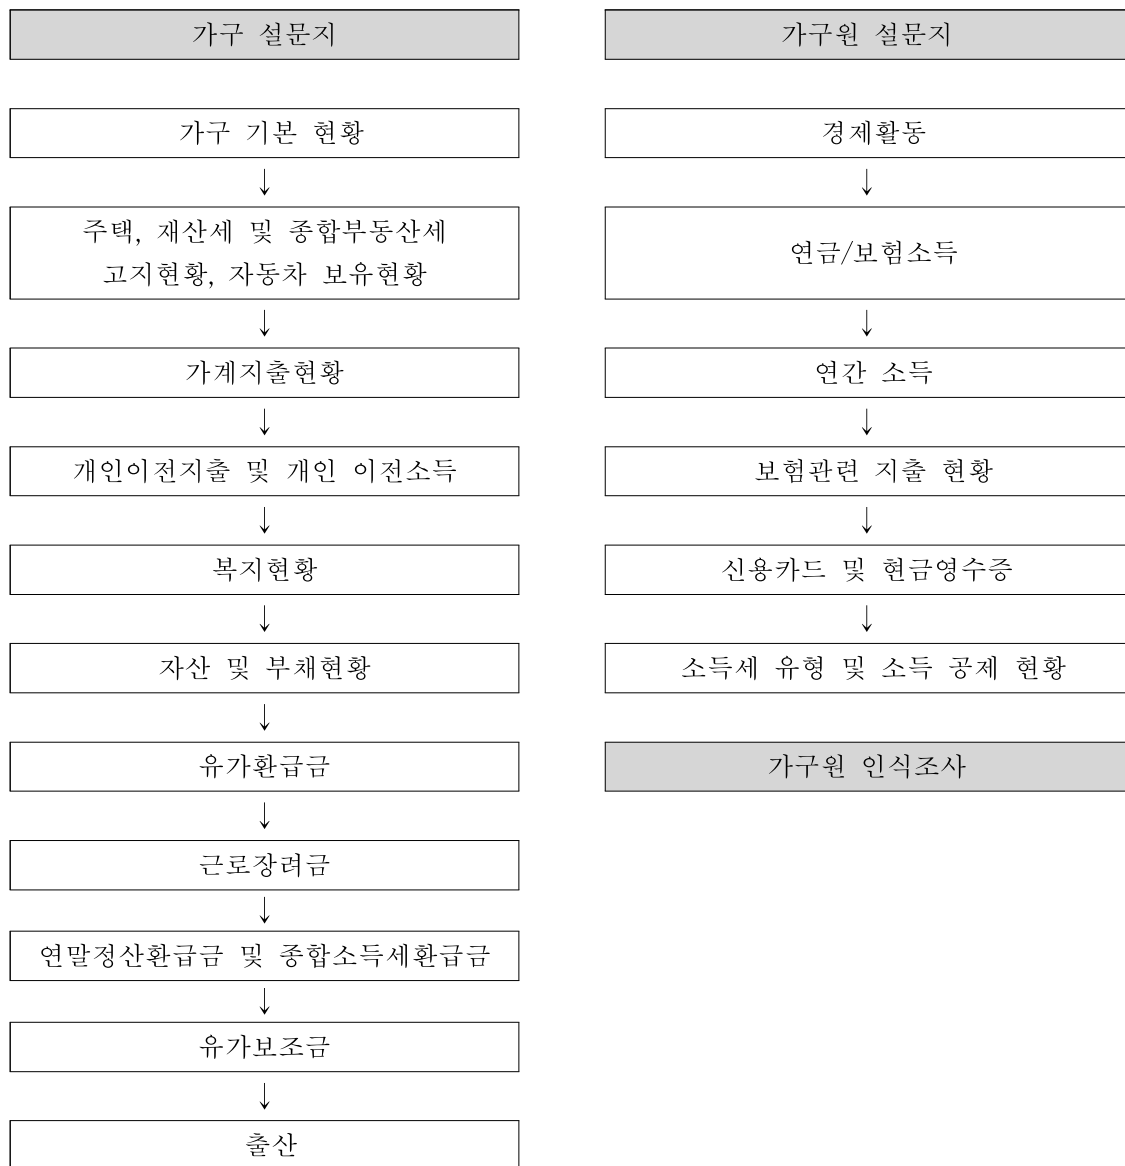 가구 설문지
가구 기본 현황
주택, 재산세 및 종합부동산세
고지현황, 자동차 보유현황
가계지출현황
개인이전지출 및 개인 이전소득
복지현황
자산 및 부채현황
유가환급금
근로장려금
연말정산환급금 및 종합소득세환급금
유가보조금
출산
가구원 설문지
경제활동
연금/보험소득
연간 소득
보험관련 지출 현황
신용카드 및 현금영수증
소득세 유형 및 소득 공제 현황
가구원 인식조사